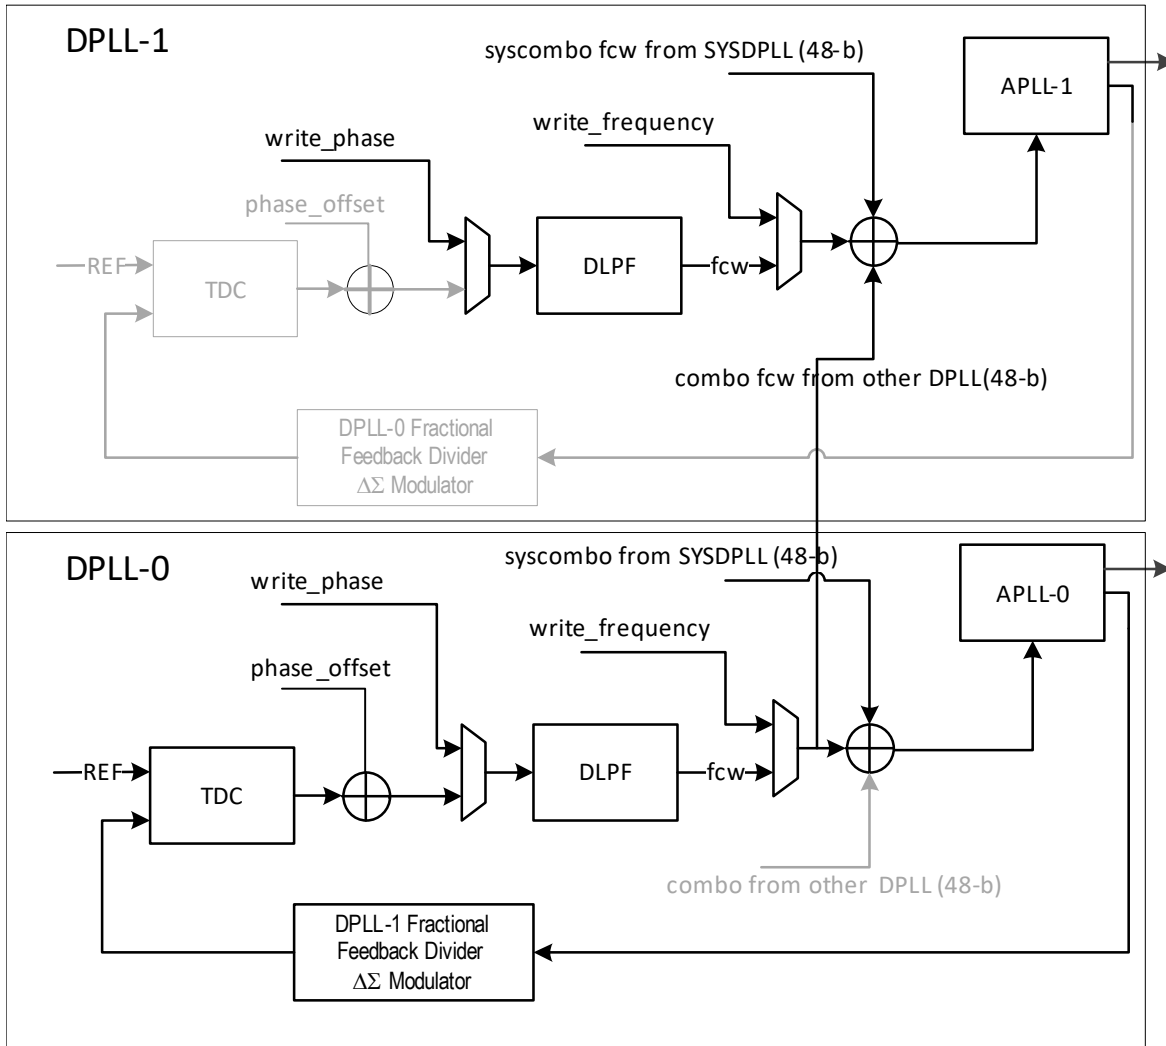 DPLL-1
syscombo fcw from SYSDPLL (48-b)
APLL-1
write_frequency
write_phase
phase_offset
REF
TDC
DLPF
fcw
combo fcw from other DPLL(48-b)
DPLL-0 Fractional
Feedback Divider
ΔΣ Modulator
DPLL-0
syscombo from SYSDPLL (48-b)
APLL-0
write_phase
write_frequency
phase_offset
REF
TDC
DLPF
fcw
combo from other DPLL (48-b)
DPLL-1 Fractional
Feedback Divider
ΔΣ Modulator